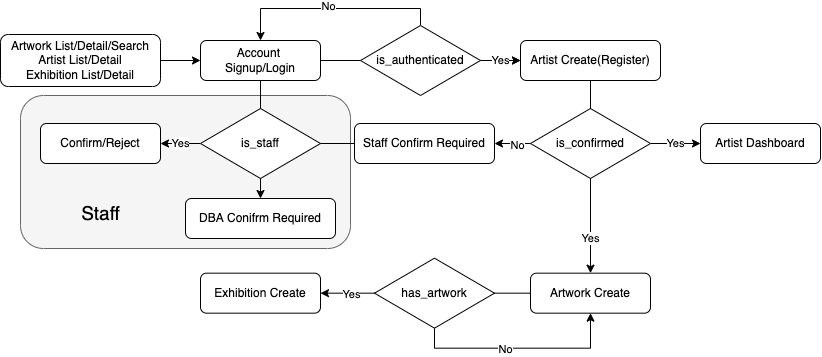 No
Artwork List/Detail/Search
Artist List/Detail
Exhibition List/Detail
Account
Signup/Login
is_authenticated
Yes
Artist Create(Register)
Confirm/Reject
Yes
is_staff
Staff Confirm Required
No
is_confirmed
Yes
Artist Dashboard
Staff
DBA Conifrm Required
Yes
Exhibition Create
Yes
has_artwork
Artwork Create
No